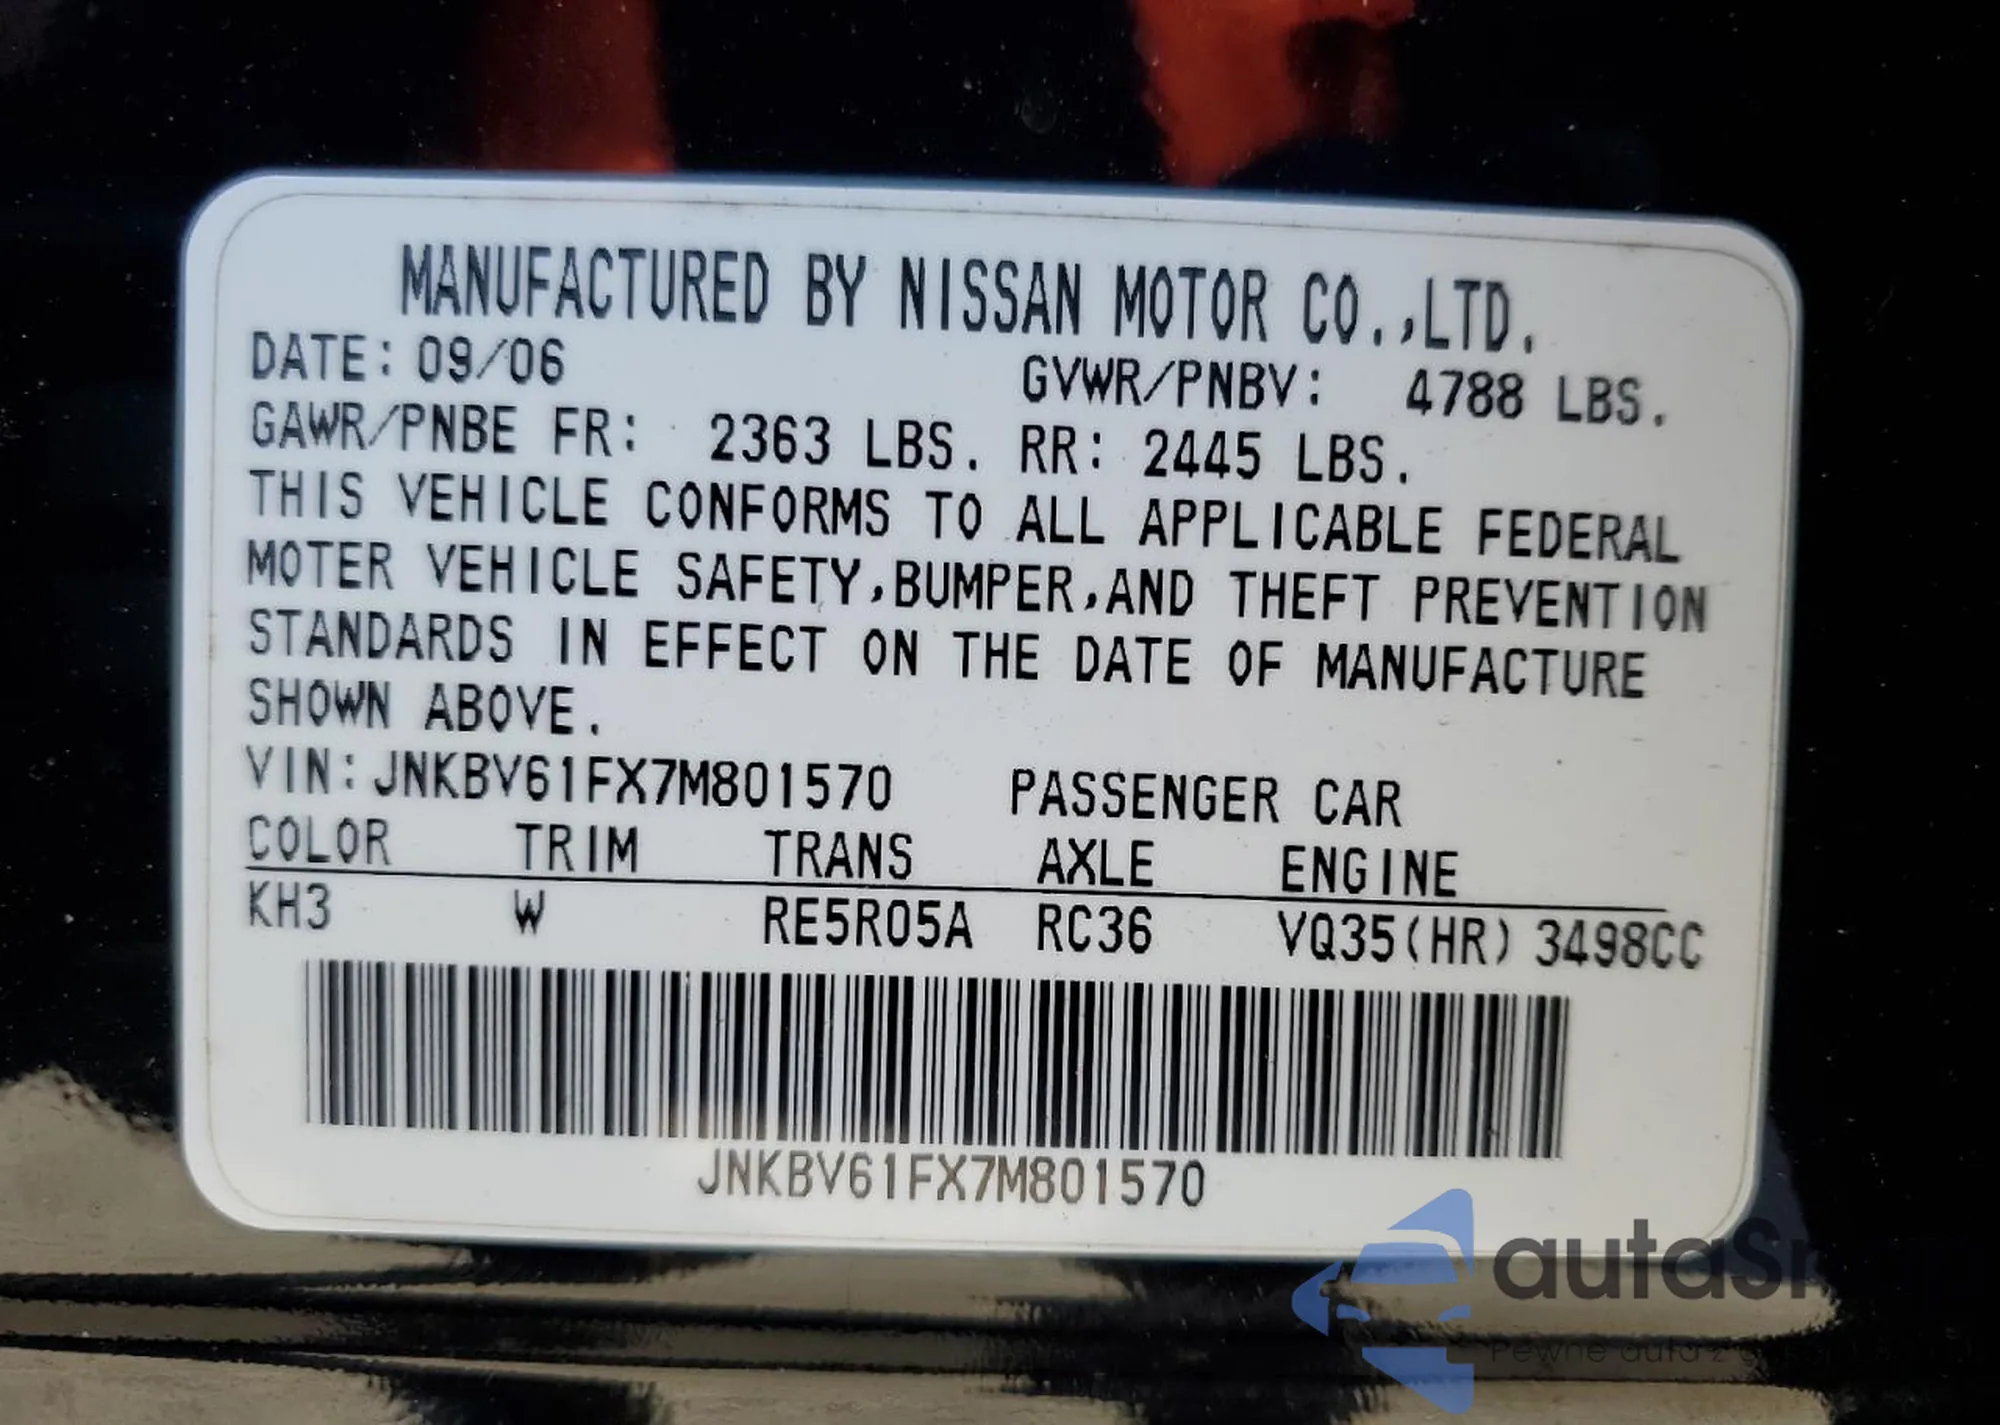 MANUFACTURED BY NISSAN MOTOR CO.,LTD.
DATE: 09/06 GVWR/PNBV: 4788 LBS.
GAWR/PNBE FR: 2363 LBS. RR: 2445 LBS.
THIS VEHICLE CONFORMS TO ALL APPLICABLE FEDERAL
MOTER VEHICLE SAFETY,BUMPER,AND THEFT PREVENTION
STANDARDS IN EFFECT ON THE DATE OF MANUFACTURE
SHOWN ABOVE.
VIN:JNKBV61FX7M801570 PASSENGER CAR
COLOR TRIM TRANS AXLE ENGINE
KH3 W RE5R05A RC36 VQ35(HR) 3498CC
JNKBV61FX7M801570
Pewne auta z